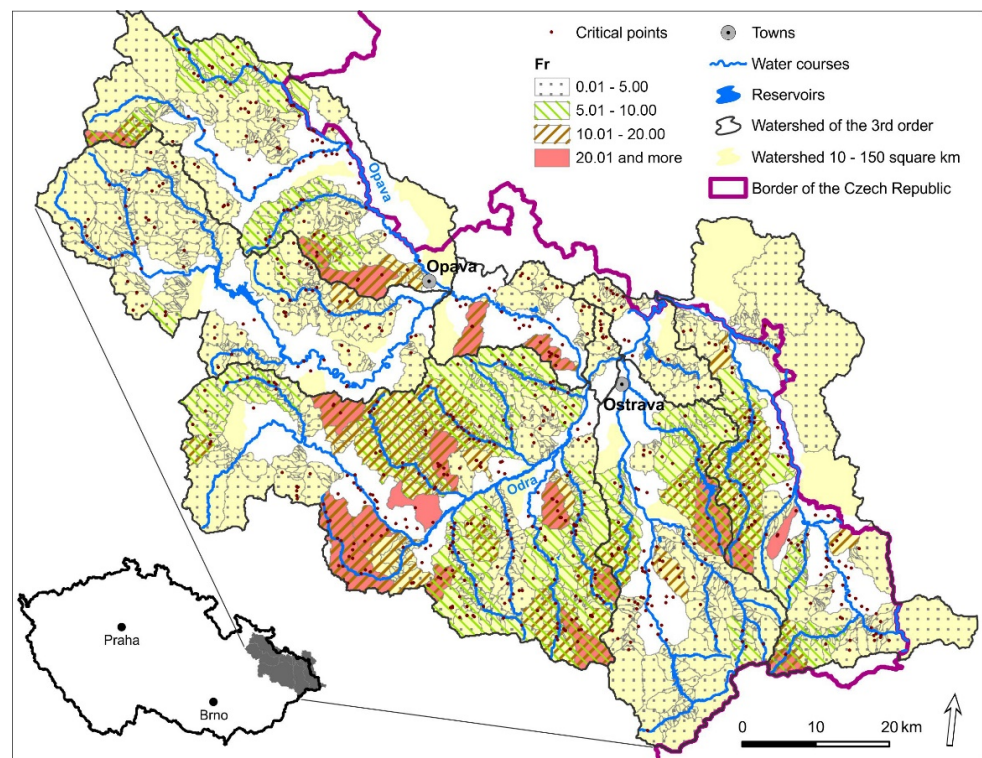 Critical points
Fr
0.01 - 5.00
5.01 - 10.00
10.01 - 20.00
20.01 and more
Towns
Water courses
Reservoirs
Watershed of the 3rd order
Watershed 10 - 150 square km
Border of the Czech Republic
Opava
Opava
Ostrava
Odra
Praha
Brno
0 10 20 km